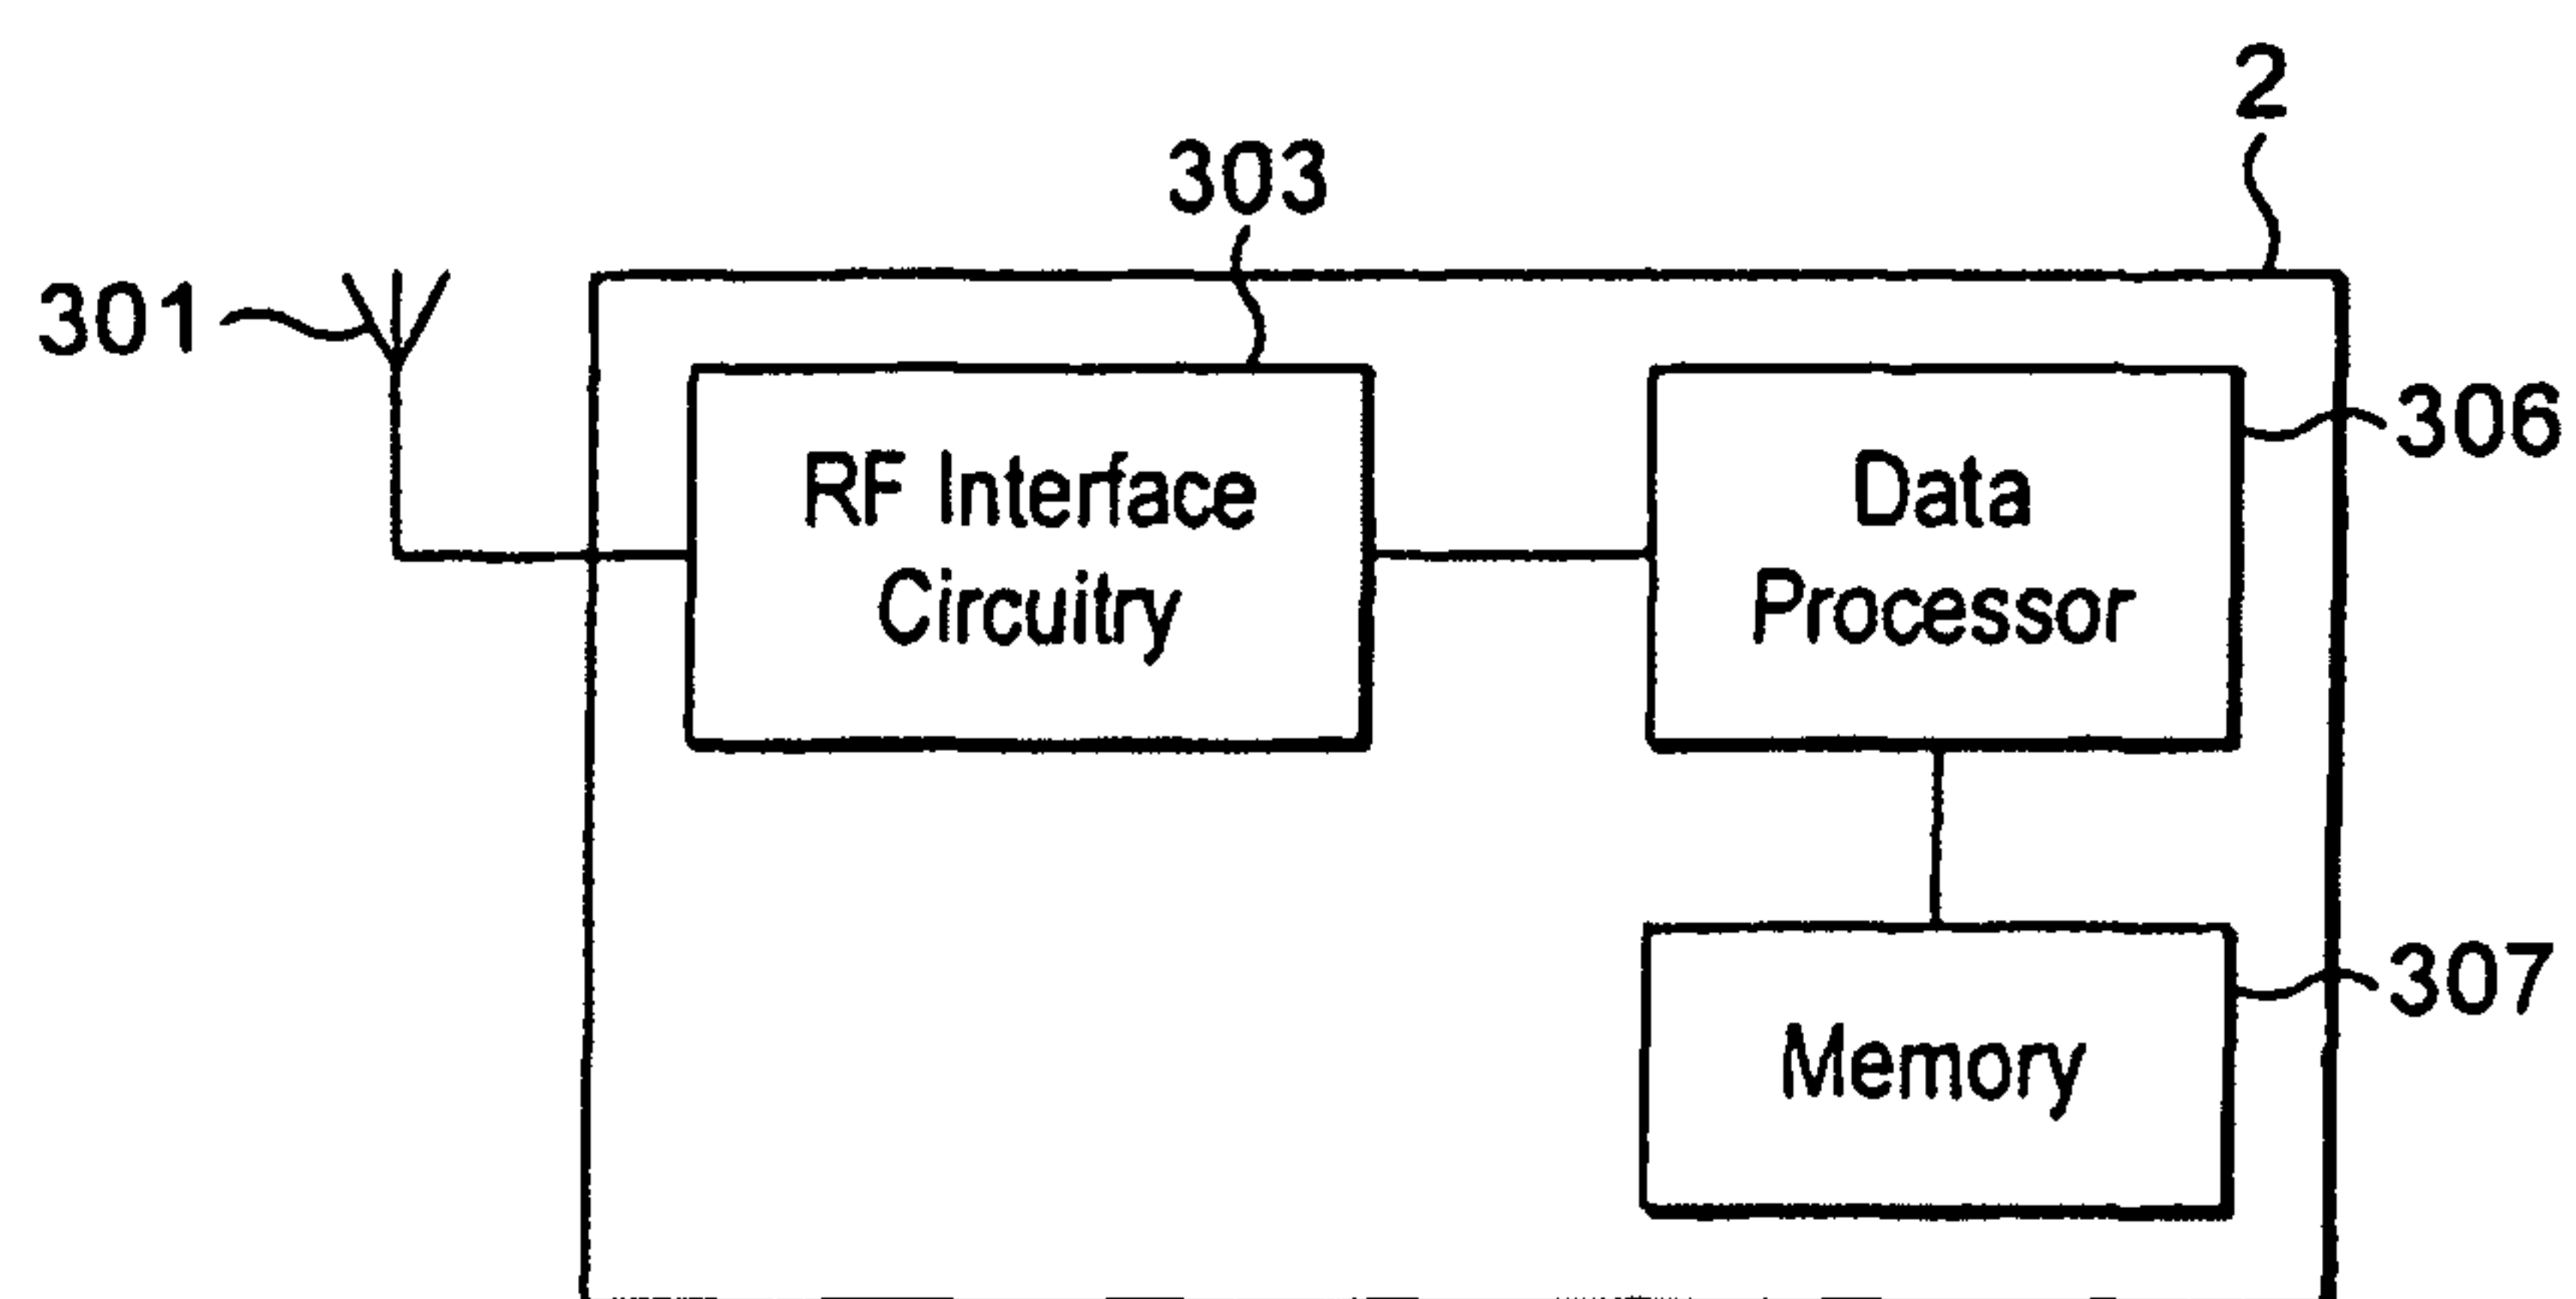 2
303
301
306
RF Interface
Circuitry
Data
Processor
307
Memory